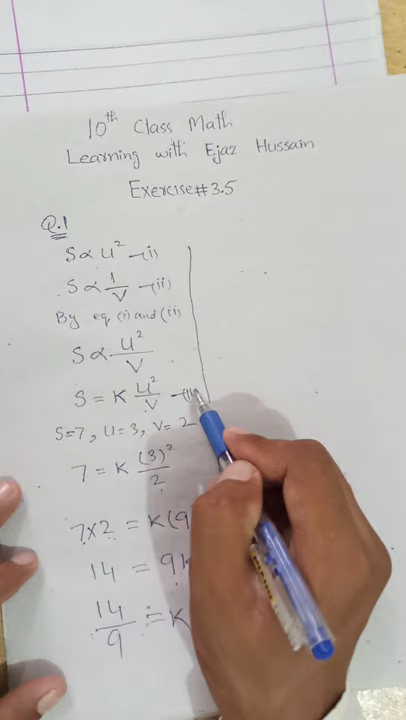 10th Class Math
Learning with Ejaz Hussain
Exercise#3.5
Q.1
S∝U² —(i)
S∝1/V —(ii)
By eq (i) and (ii)
S∝U²/V
S = K U²/V
S=7, U=3, V=2
7 = K (3)²/2
7×2 = K(9
14 = 9k
14/9 = K